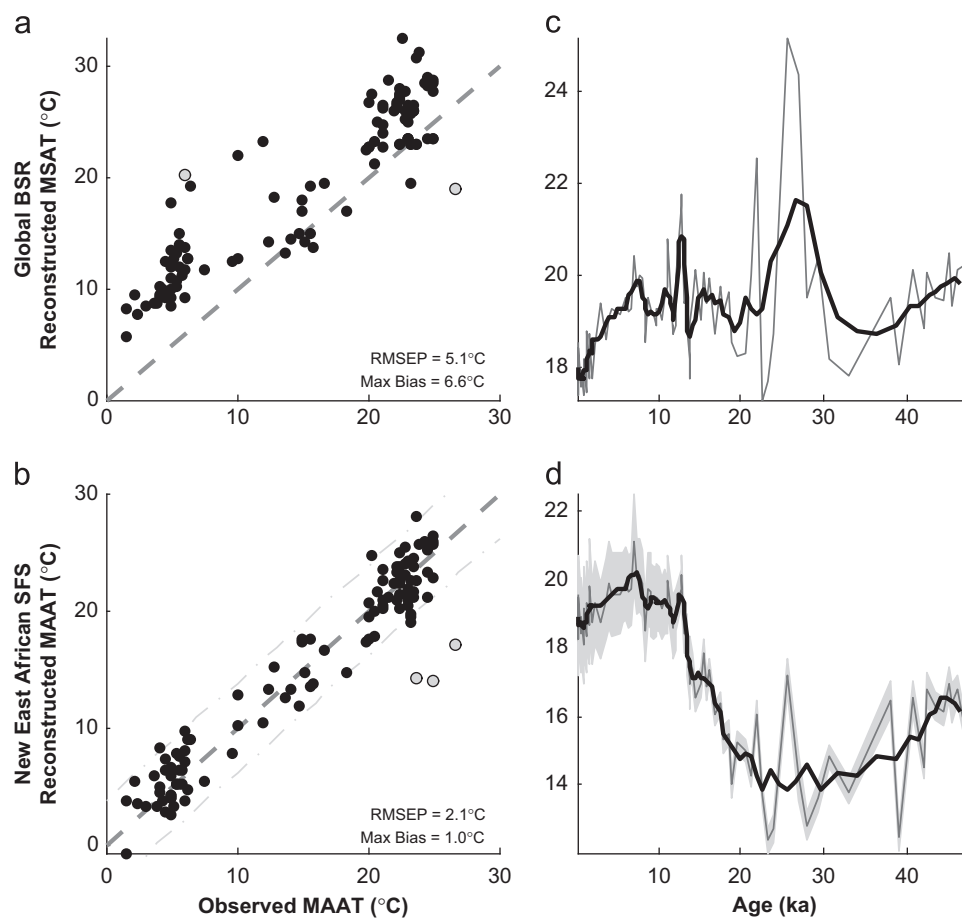 a
Global BSR
Reconstructed MSAT (°C)
30
20
10
0
0
10
20
30
RMSEP = 5.1°C
Max Bias = 6.6°C
c
24
22
20
18
10
20
30
40
b
New East African SFS
Reconstructed MAAT (°C)
30
20
10
0
0
10
20
30
RMSEP = 2.1°C
Max Bias = 1.0°C
Observed MAAT (°C)
d
22
20
18
16
14
10
20
30
40
Age (ka)